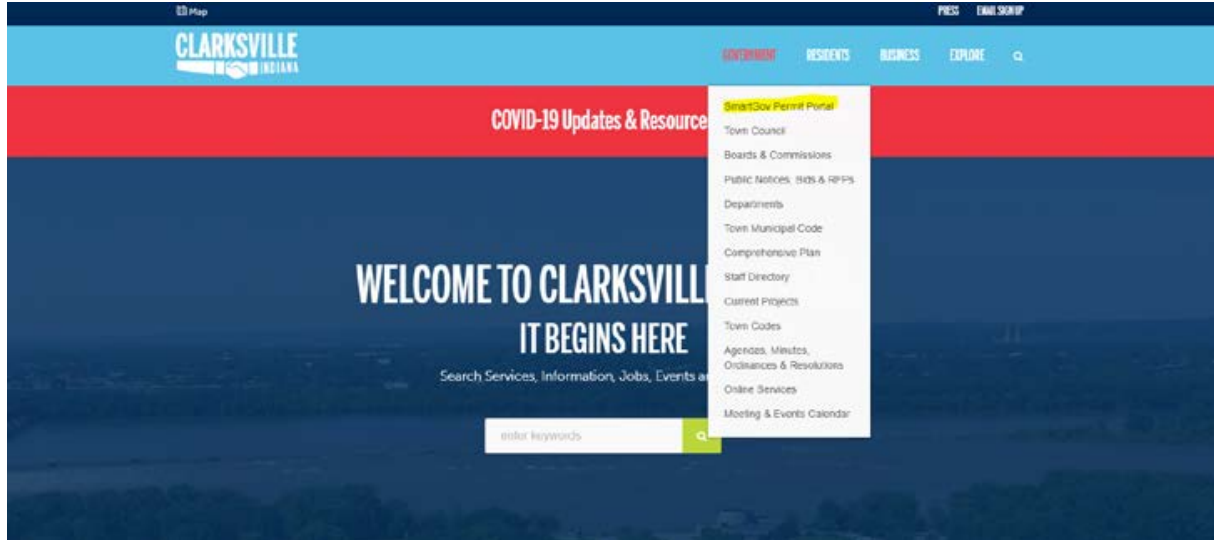 Map
PRESS EMAIL SIGN UP
CLARKSVILLE
INDIANA
GOVERNMENT RESIDENTS BUSINESS EXPLORE
COVID-19 Updates & Resource
SmartGov Permit Portal
Town Council
Boards & Commissions
Public Notices, Bids & RFPs
Departments
Town Municipal Code
Comprehensive Plan
Staff Directory
Current Projects
Town Codes
Agendas, Minutes,
Ordinances & Resolutions
Online Services
Meeting & Events Calendar
WELCOME TO CLARKSVILL
IT BEGINS HERE
Search Services, Information, Jobs, Events a
enter keywords